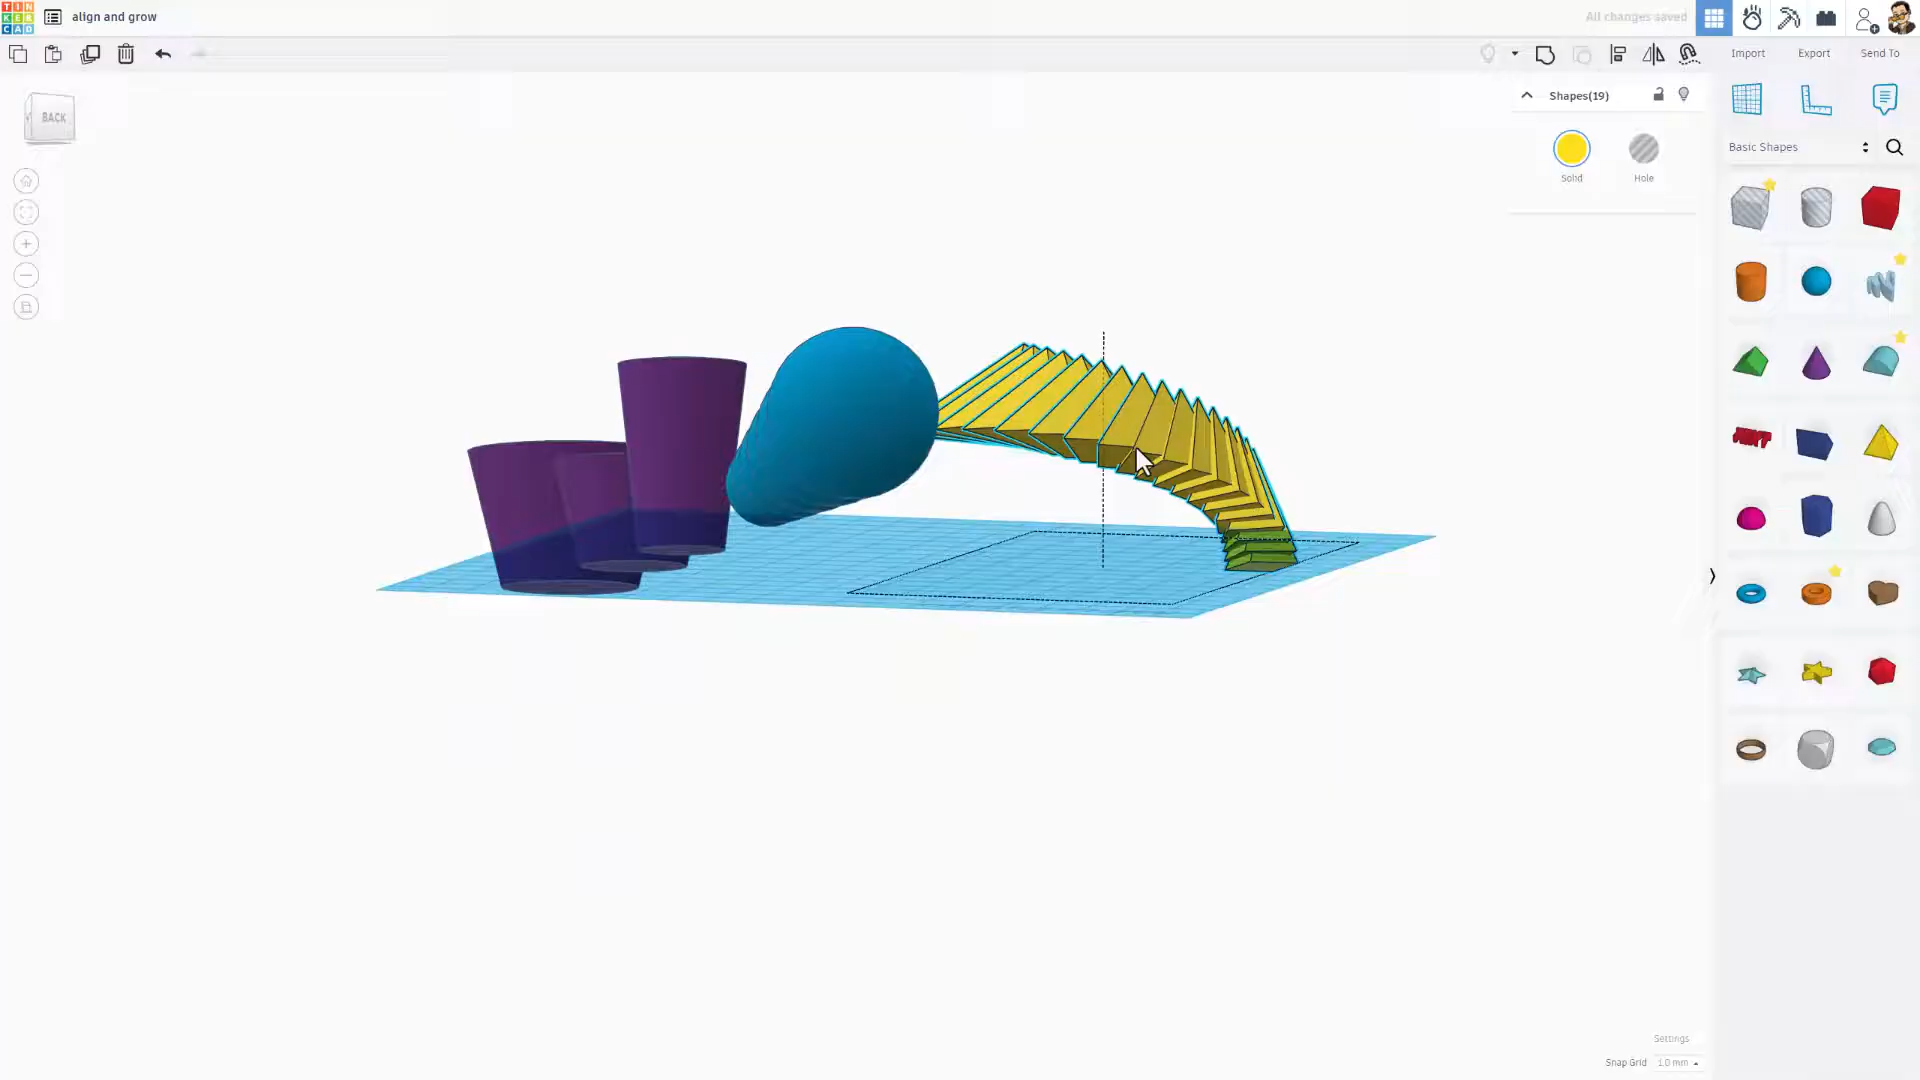 TIN
KER
CAD
align and grow
All changes saved
Import
Export
Send To
BACK
Shapes(19)
Solid
Hole
Basic Shapes
Settings
Snap Grid 1.0 mm